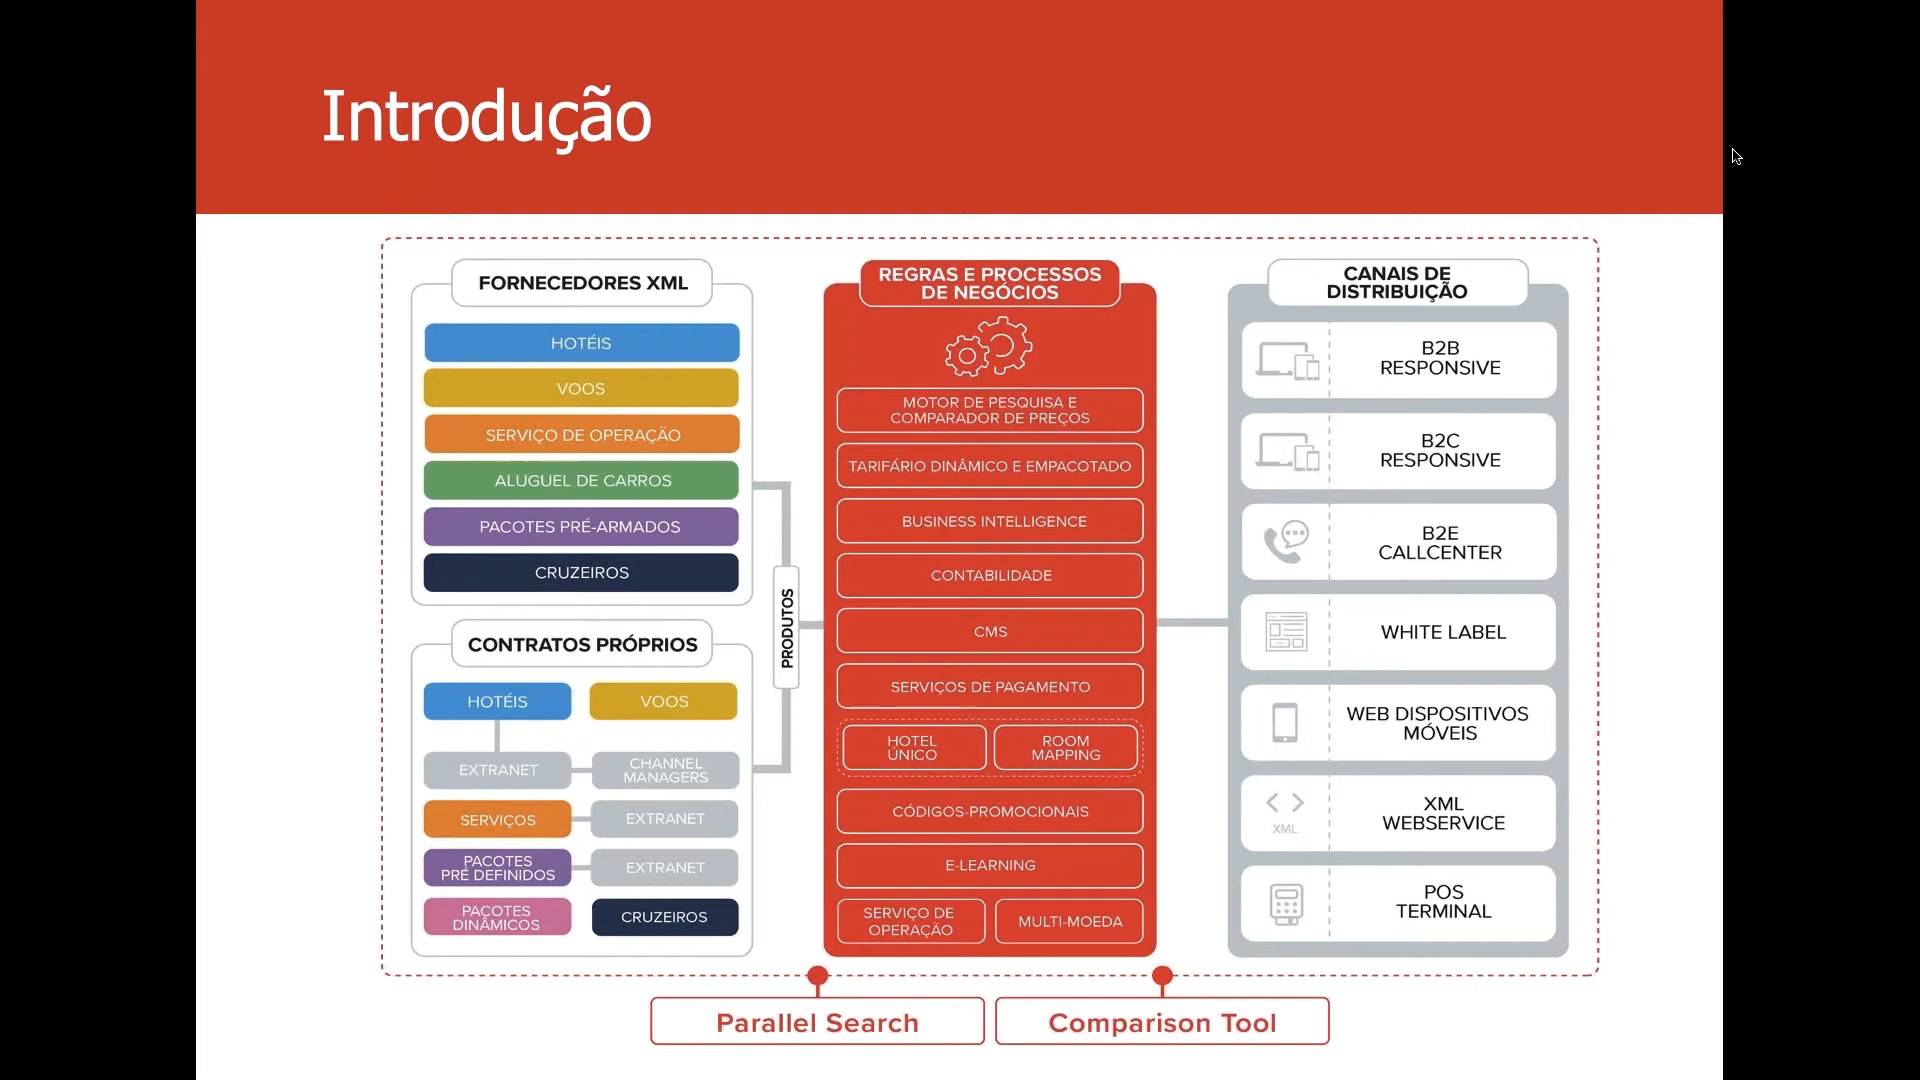 Introdução
FORNECEDORES XML
HOTÉIS
VOOS
SERVIÇO DE OPERAÇÃO
ALUGUEL DE CARROS
PACOTES PRÉ-ARMADOS
CRUZEIROS
CONTRATOS PRÓPRIOS
HOTÉIS
VOOS
EXTRANET
CHANNEL
MANAGERS
SERVIÇOS
EXTRANET
PACOTES
PRÉ DEFINIDOS
EXTRANET
PACOTES
DINÂMICOS
CRUZEIROS
PRODUTOS
REGRAS E PROCESSOS
DE NEGÓCIOS
MOTOR DE PESQUISA E
COMPARADOR DE PREÇOS
TARIFÁRIO DINÂMICO E EMPACOTADO
BUSINESS INTELLIGENCE
CONTABILIDADE
CMS
SERVIÇOS DE PAGAMENTO
HOTEL
ÚNICO
ROOM
MAPPING
CÓDIGOS-PROMOCIONAIS
E-LEARNING
SERVIÇO DE
OPERAÇÃO
MULTI-MOEDA
CANAIS DE
DISTRIBUIÇÃO
B2B
RESPONSIVE
B2C
RESPONSIVE
B2E
CALLCENTER
WHITE LABEL
WEB DISPOSITIVOS
MÓVEIS
XML
XML
WEBSERVICE
POS
TERMINAL
Parallel Search
Comparison Tool